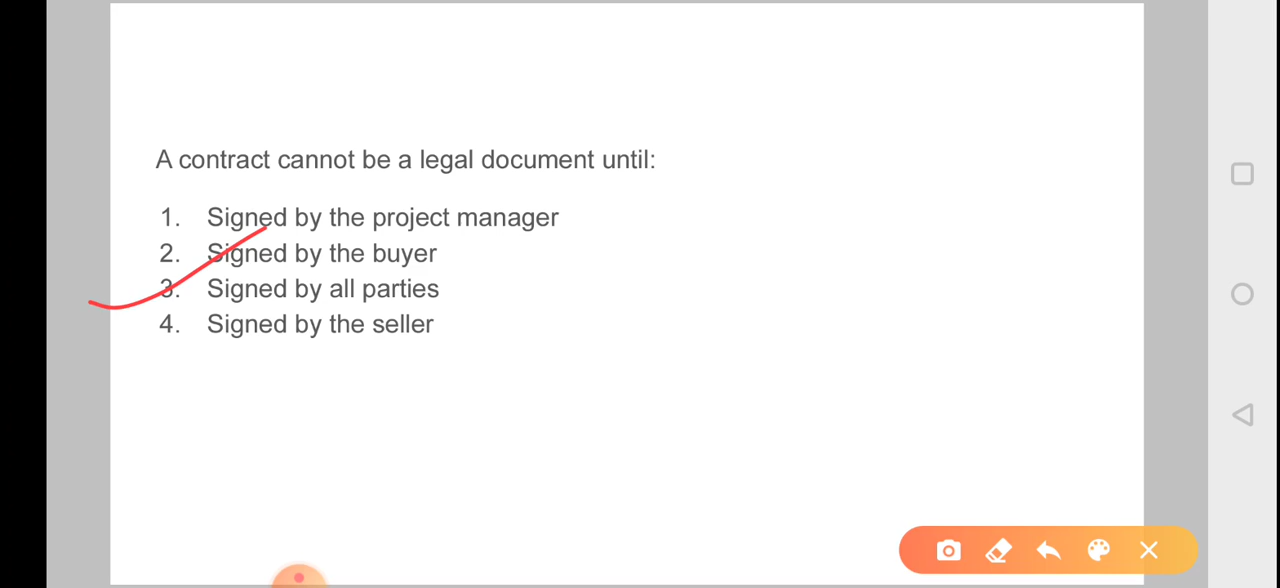 A contract cannot be a legal document until:
1. Signed by the project manager
2. Signed by the buyer
3. Signed by all parties
4. Signed by the seller